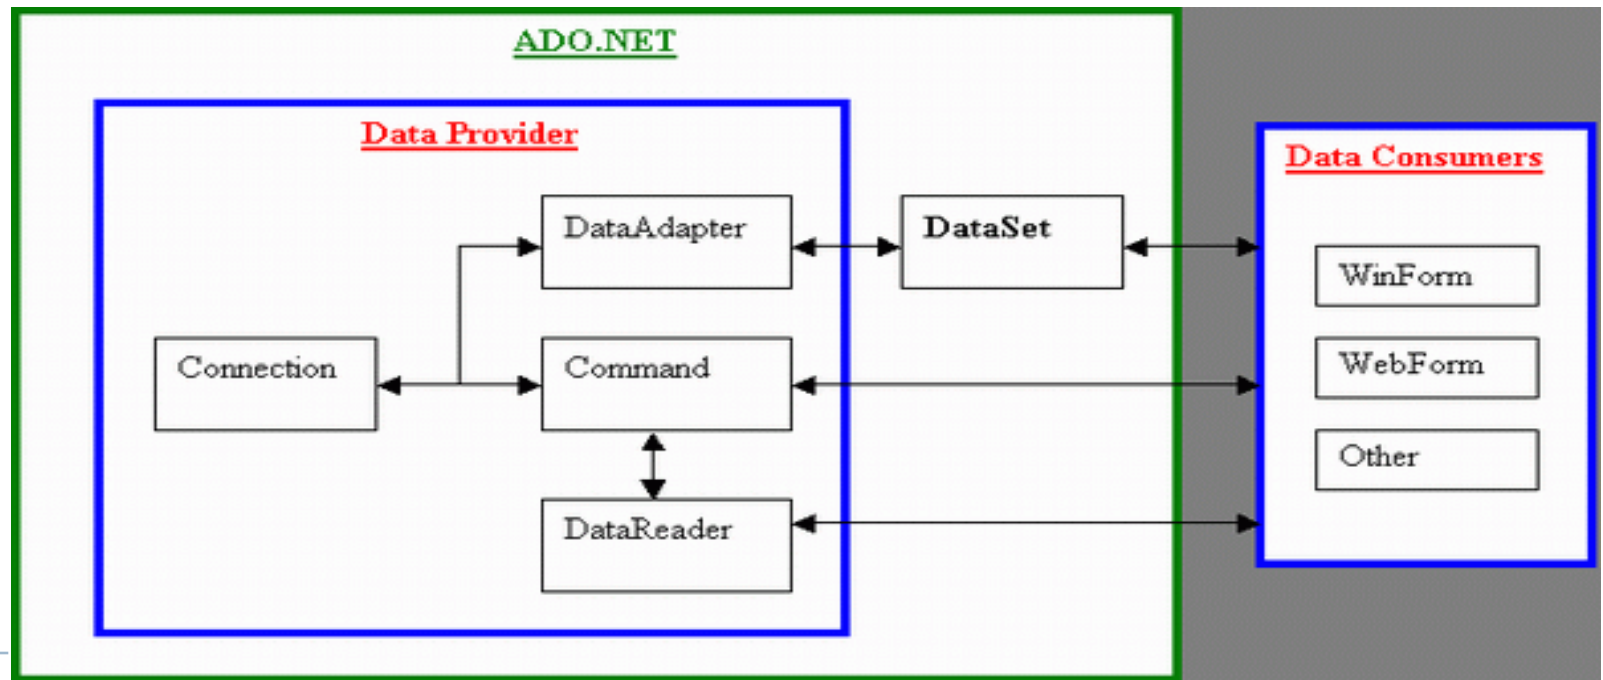 ADO.NET
Data Provider
Data Consumers
DataAdapter
DataSet
WinForm
Connection
Command
WebForm
Other
DataReader